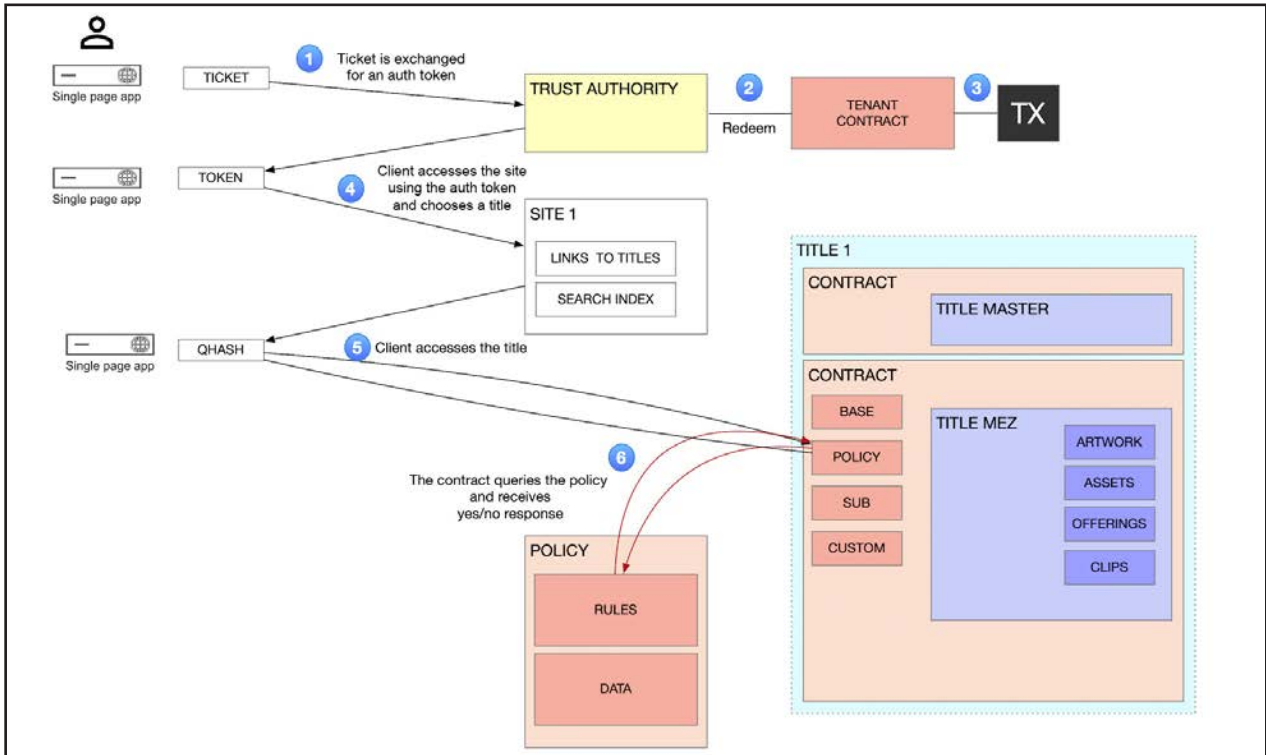 1
Ticket is exchanged
for an auth token
TICKET
Single page app
TRUST AUTHORITY
2
Redeem
TENANT
CONTRACT
3
TX
TOKEN
Single page app
4
Client accesses the site
using the auth token
and chooses a title
SITE 1
LINKS TO TITLES
SEARCH INDEX
QHASH
Single page app
5
Client accesses the title
TITLE 1
CONTRACT
TITLE MASTER
CONTRACT
BASE
POLICY
SUB
CUSTOM
TITLE MEZ
ARTWORK
ASSETS
OFFERINGS
CLIPS
6
The contract queries the policy
and receives
yes/no response
POLICY
RULES
DATA